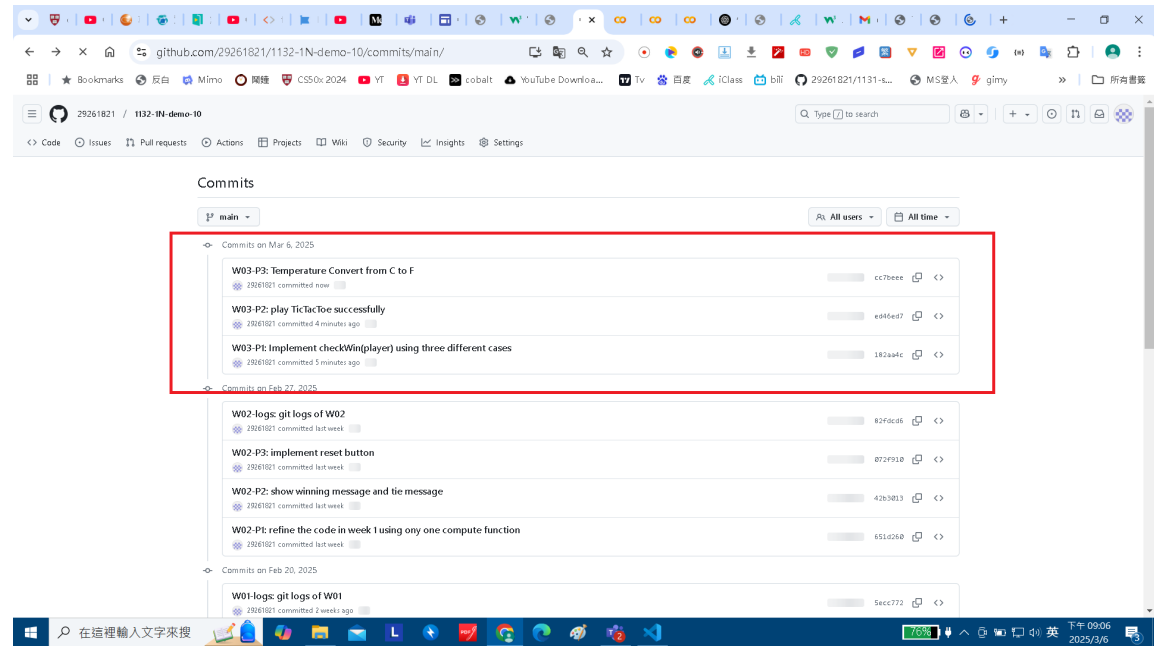 github.com/29261821/1132-1N-demo-10/commits/main/
Bookmarks 反白 Mimo CS50x 2024 YT YT DL cobalt YouTube Downloa... Tv 百度 iClass bili 29261821/1131-s... MS登入 gimy » 所有書籤
29261821 / 1132-1N-demo-10 Type / to search
Code Issues Pull requests Actions Projects Wiki Security Insights Settings
Commits
main All users All time
Commits on Mar 6, 2025
W03-P3: Temperature Convert from C to F
29261821 committed now cc7beee
W03-P2: play TicTacToe successfully
29261821 committed 4 minutes ago ed46ed7
W03-P1: Implement checkWin(player) using three different cases
29261821 committed 5 minutes ago 182aa4c
Commits on Feb 27, 2025
W02-logs: git logs of W02
29261821 committed last week 82fdcd6
W02-P3: implement reset button
29261821 committed last week 072f910
W02-P2: show winning message and tie message
29261821 committed last week 42b3013
W02-P1: refine the code in week 1 using ony one compute function
29261821 committed last week 651d260
Commits on Feb 20, 2025
W01-logs: git logs of W01
29261821 committed 2 weeks ago 5ecc772
在這裡輸入文字來搜 76% 英 下午 09:06
2025/3/6